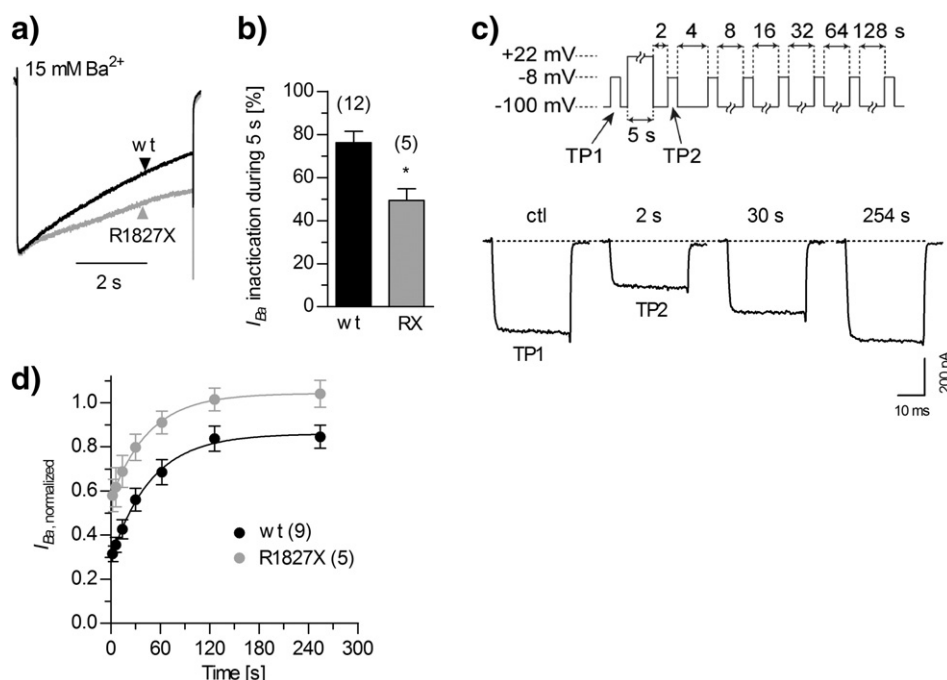 a)
15 mM Ba2+
wt
R1827X
2 s
b)
IBa inactication during 5 s [%]
100
80
60
40
20
0
(12)
(5)
*
wt
RX
c)
2 4 8 16 32 64 128 s
+22 mV
-8 mV
-100 mV
5 s
TP1
TP2
ctl
2 s
30 s
254 s
TP1
TP2
200 pA
10 ms
d)
IBa, normalized
1.0
0.8
0.6
0.4
0.2
0.0
wt (9)
R1827X (5)
0 60 120 180 240 300
Time [s]